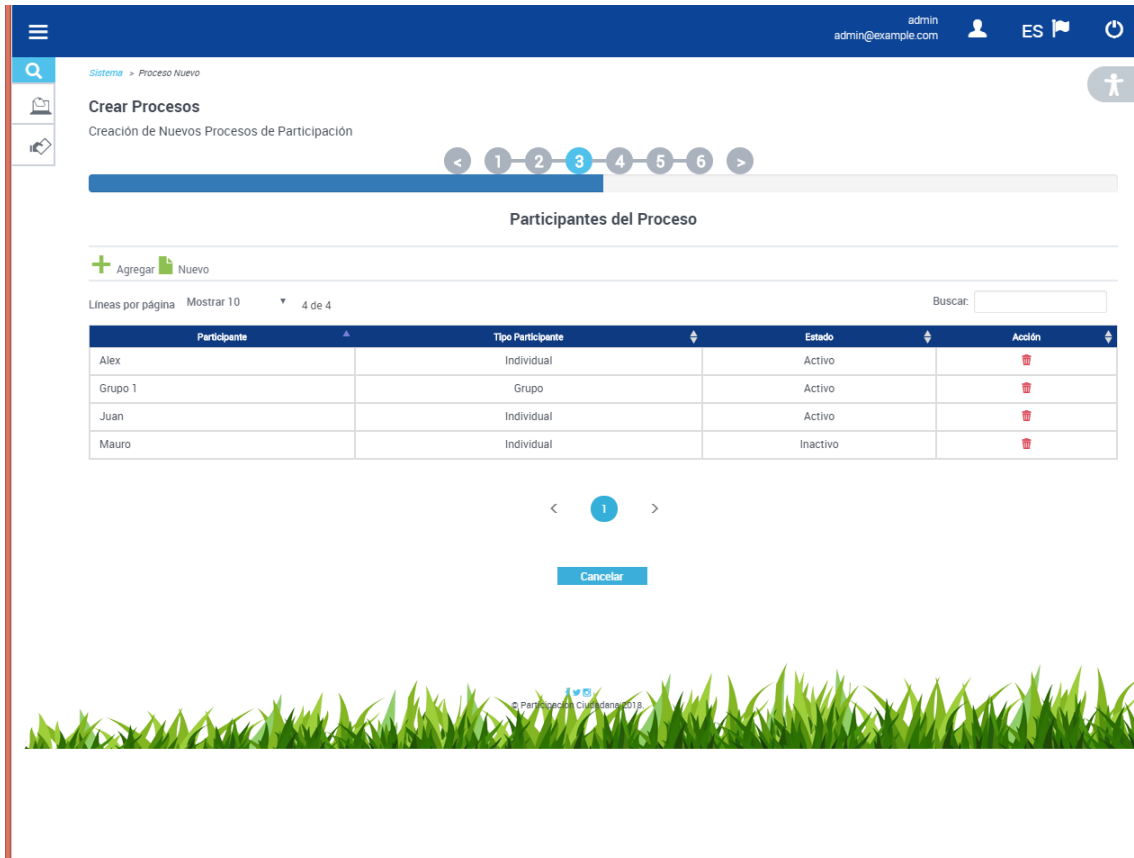 admin
admin@example.com
ES
Sistema > Proceso Nuevo
Crear Procesos
Creación de Nuevos Procesos de Participación
< 1 2 3 4 5 6 >
Participantes del Proceso
Agregar Nuevo
Líneas por página Mostrar 10 4 de 4 Buscar:
Participante Tipo Participante Estado Acción
Alex Individual Activo
Grupo 1 Grupo Activo
Juan Individual Activo
Mauro Individual Inactivo
< 1 >
Cancelar
© Participación Ciudadana 2018.